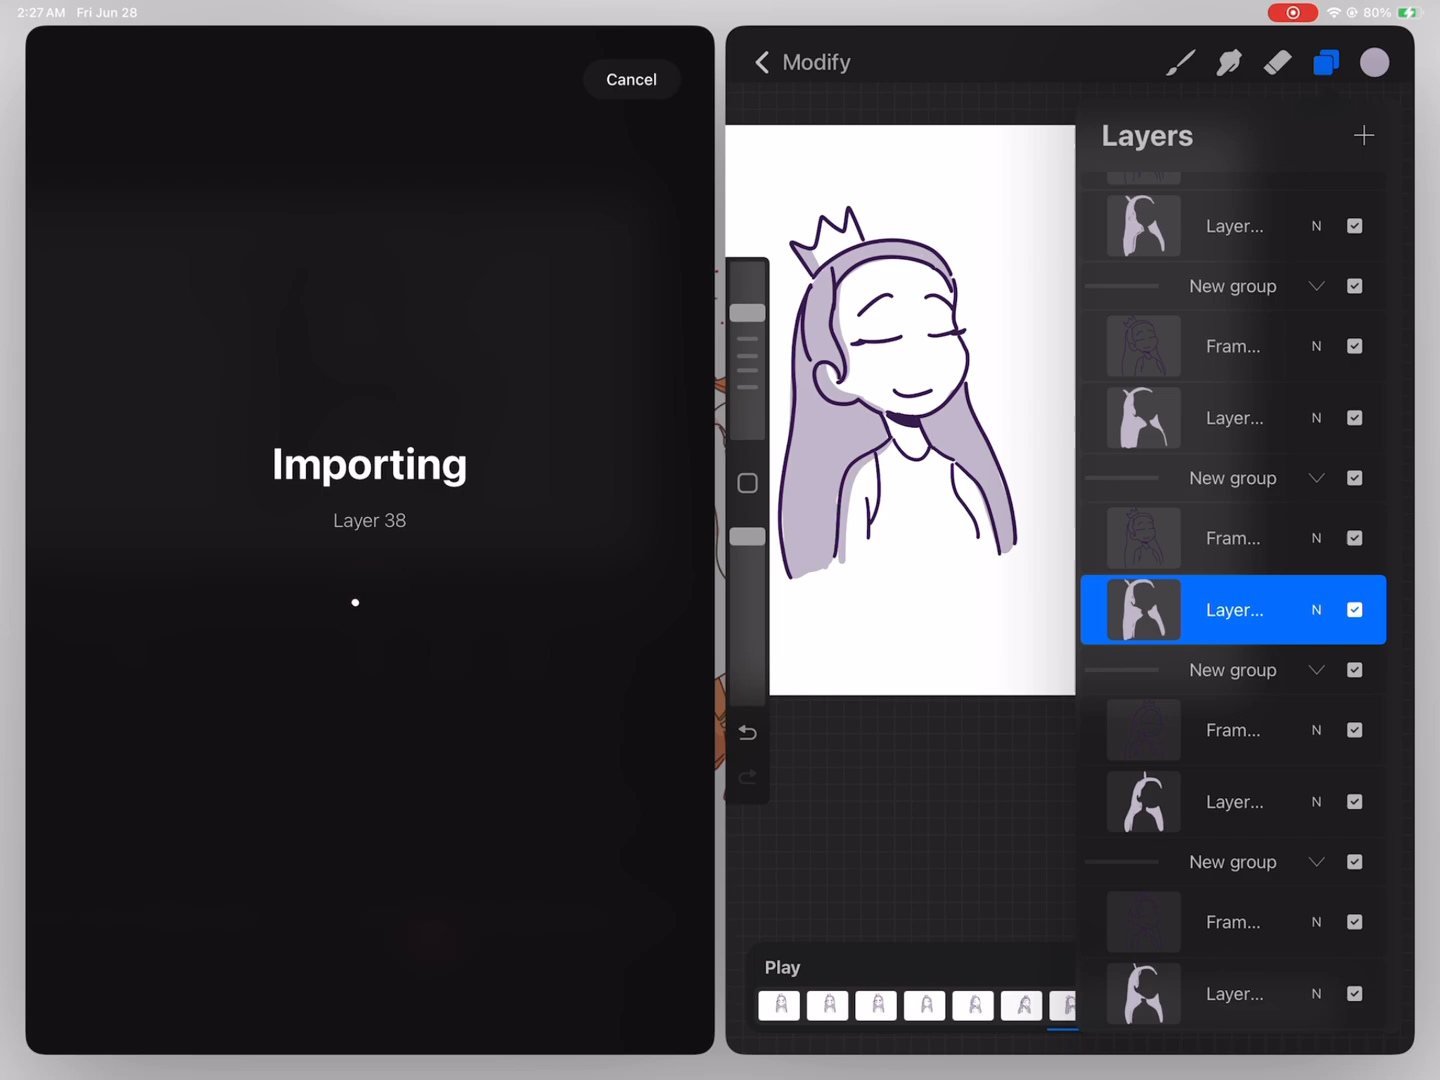 2:27 AM Fri Jun 28
80%
Cancel
Importing
Layer 38
Modify
Layers
Layer... N
New group
Fram... N
Layer... N
New group
Fram... N
Layer... N
New group
Fram... N
Layer... N
New group
Fram... N
Layer... N
Play